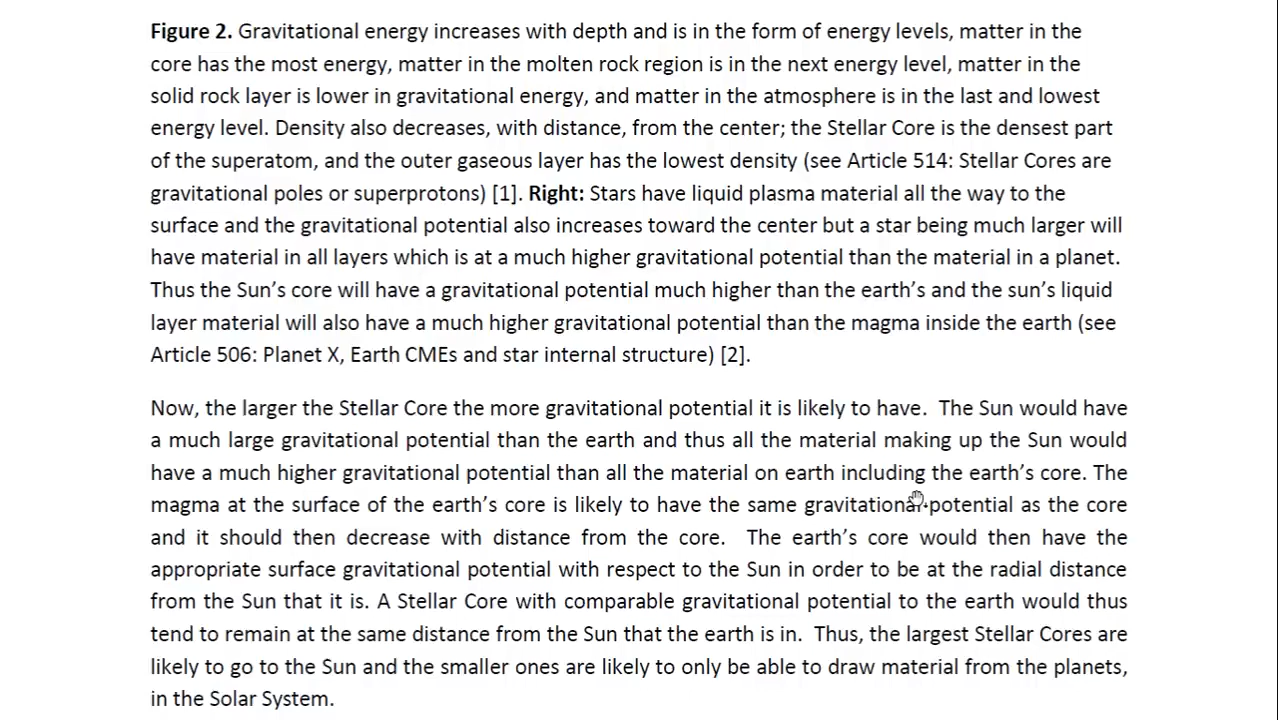 Figure 2. Gravitational energy increases with depth and is in the form of energy levels, matter in the
core has the most energy, matter in the molten rock region is in the next energy level, matter in the
solid rock layer is lower in gravitational energy, and matter in the atmosphere is in the last and lowest
energy level. Density also decreases, with distance, from the center; the Stellar Core is the densest part
of the superatom, and the outer gaseous layer has the lowest density (see Article 514: Stellar Cores are
gravitational poles or superprotons) [1]. Right: Stars have liquid plasma material all the way to the
surface and the gravitational potential also increases toward the center but a star being much larger will
have material in all layers which is at a much higher gravitational potential than the material in a planet.
Thus the Sun’s core will have a gravitational potential much higher than the earth’s and the sun’s liquid
layer material will also have a much higher gravitational potential than the magma inside the earth (see
Article 506: Planet X, Earth CMEs and star internal structure) [2].
Now, the larger the Stellar Core the more gravitational potential it is likely to have. The Sun would have
a much large gravitational potential than the earth and thus all the material making up the Sun would
have a much higher gravitational potential than all the material on earth including the earth’s core. The
magma at the surface of the earth’s core is likely to have the same gravitational potential as the core
and it should then decrease with distance from the core. The earth’s core would then have the
appropriate surface gravitational potential with respect to the Sun in order to be at the radial distance
from the Sun that it is. A Stellar Core with comparable gravitational potential to the earth would thus
tend to remain at the same distance from the Sun that the earth is in. Thus, the largest Stellar Cores are
likely to go to the Sun and the smaller ones are likely to only be able to draw material from the planets,
in the Solar System.